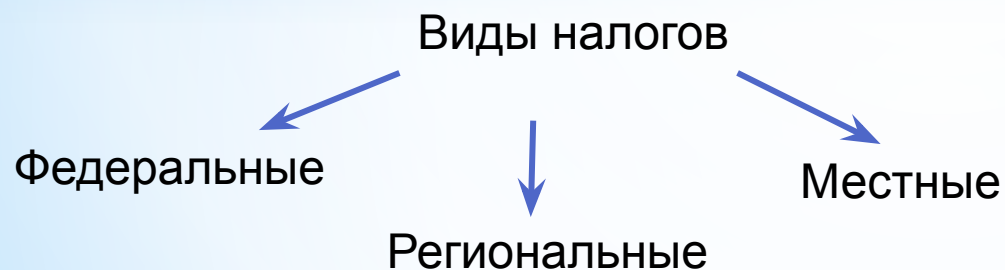 Виды налогов
Федеральные
Местные
Региональные